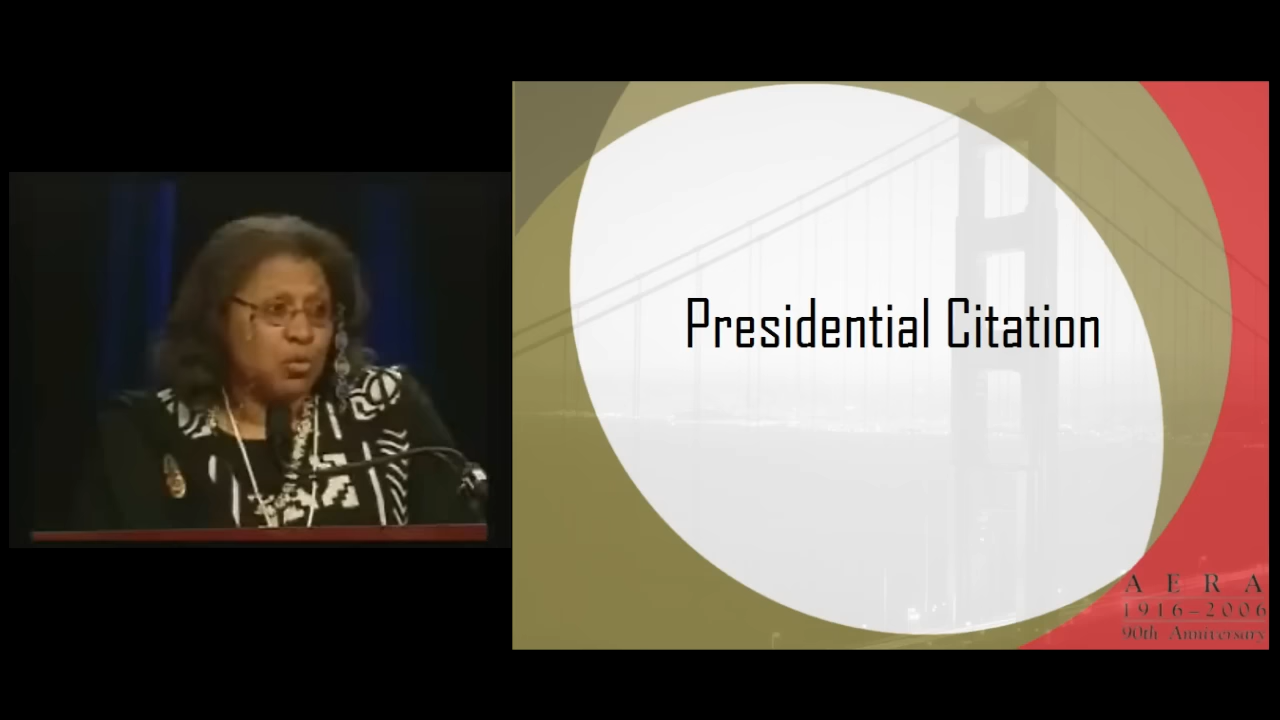 Presidential Citation
A E R A
1916–2006
90th Anniversary